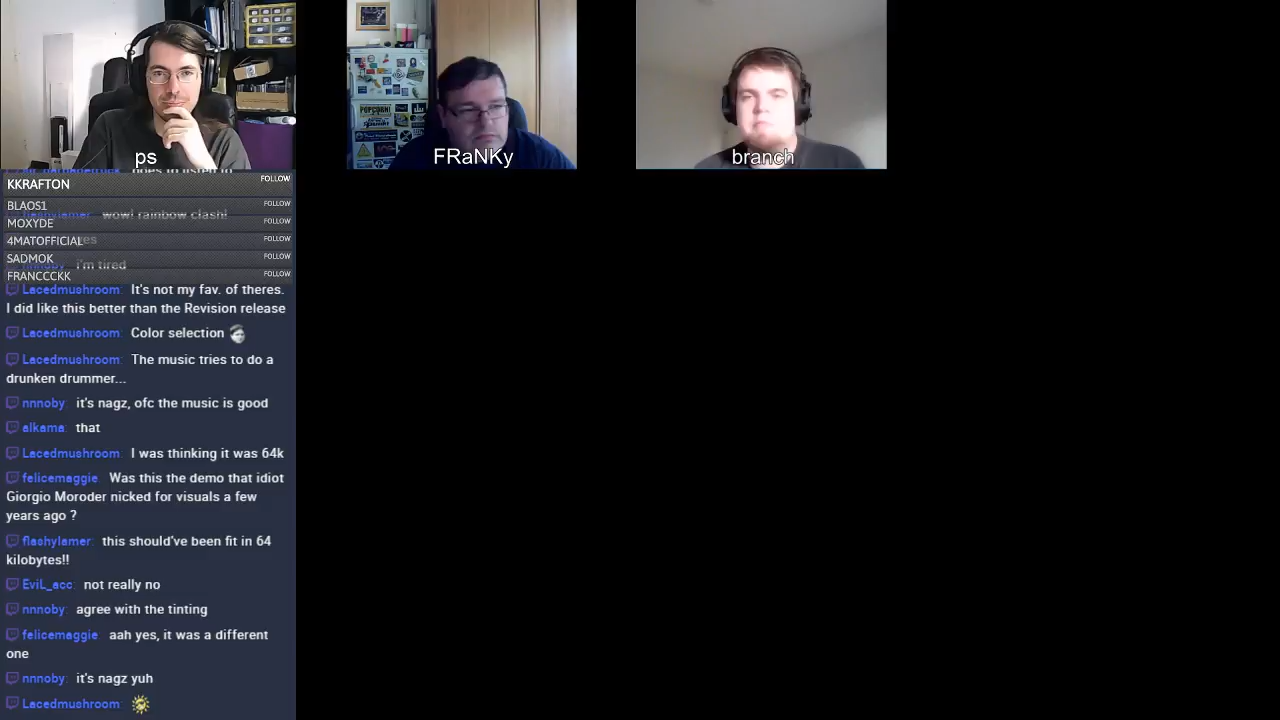 ps
FRaNKy
branch
KKRAFTON FOLLOW
BLAOS1 FOLLOW
wow! rainbow clash!
MOXYDE FOLLOW
4MATOFFICIAL FOLLOW
SADMOK FOLLOW
i'm tired
FRANCCCKK FOLLOW
Lacedmushroom: It's not my fav. of theres.
I did like this better than the Revision release
Lacedmushroom: Color selection
Lacedmushroom: The music tries to do a
drunken drummer...
nnnoby: it's nagz, ofc the music is good
alkama: that
Lacedmushroom: I was thinking it was 64k
felicemaggie: Was this the demo that idiot
Giorgio Moroder nicked for visuals a few
years ago ?
flashylamer: this should've been fit in 64
kilobytes!!
EviL_acc: not really no
nnnoby: agree with the tinting
felicemaggie: aah yes, it was a different
one
nnnoby: it's nagz yuh
Lacedmushroom: